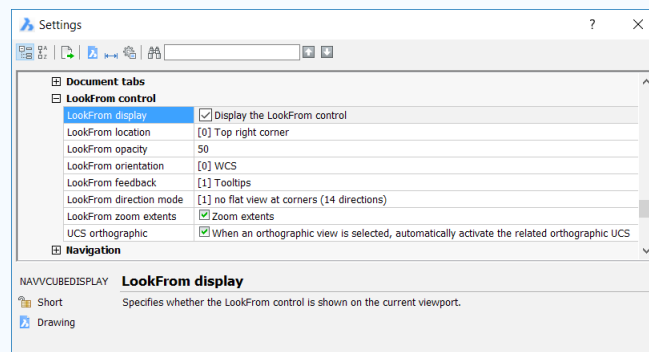 Settings
Document tabs
LookFrom control
LookFrom display Display the LookFrom control
LookFrom location [0] Top right corner
LookFrom opacity 50
LookFrom orientation [0] WCS
LookFrom feedback [1] Tooltips
LookFrom direction mode [1] no flat view at corners (14 directions)
LookFrom zoom extents Zoom extents
UCS orthographic When an orthographic view is selected, automatically activate the related orthographic UCS
Navigation
NAVVCUBEDISPLAY LookFrom display
Short Specifies whether the LookFrom control is shown on the current viewport.
Drawing